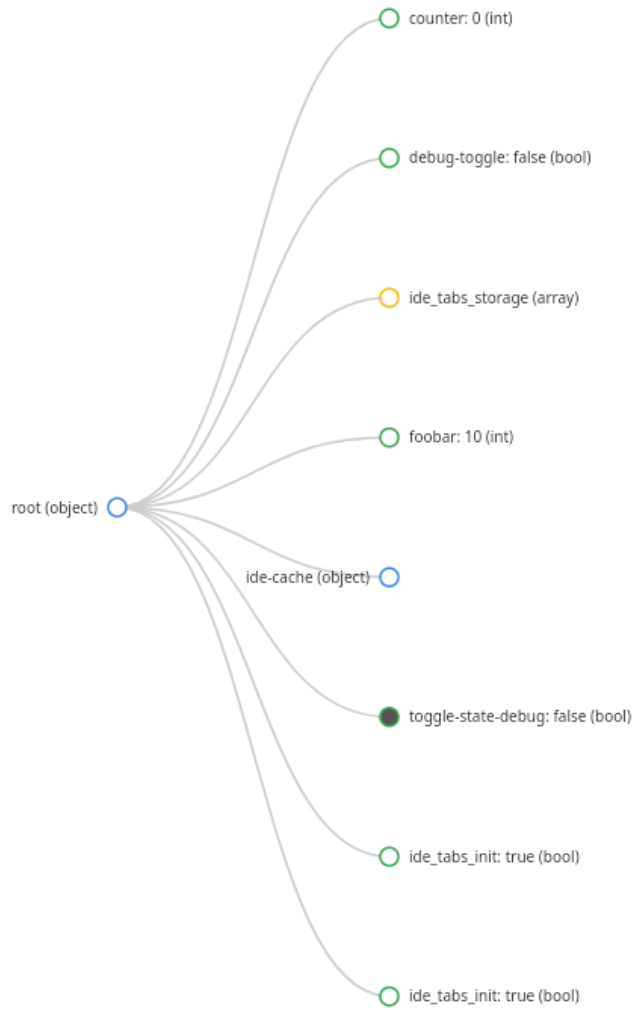 counter: 0 (int)
debug-toggle: false (bool)
ide_tabs_storage (array)
foobar: 10 (int)
root (object)
ide-cache (object)
toggle-state-debug: false (bool)
ide_tabs_init: true (bool)
ide_tabs_init: true (bool)